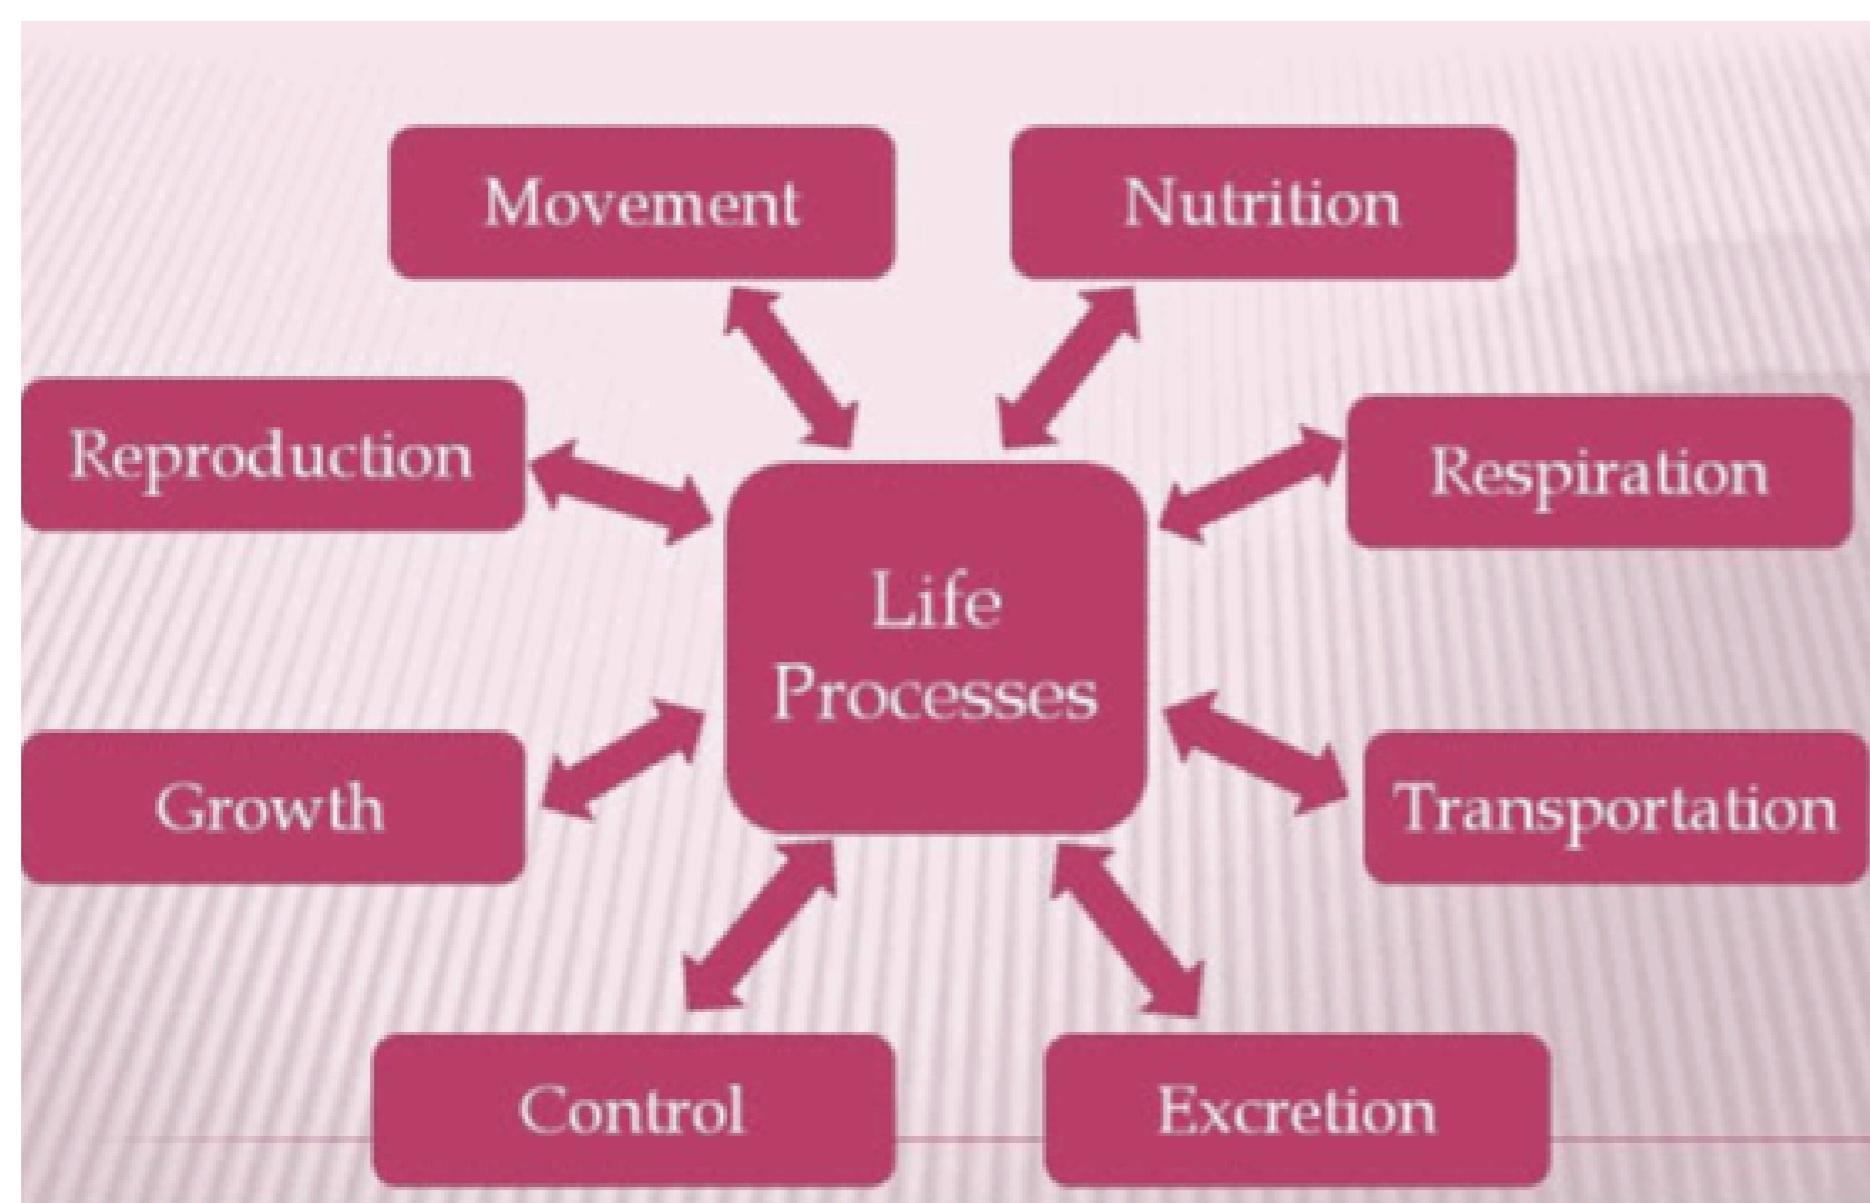 Movement
Nutrition
Reproduction
Respiration
Life
Processes
Growth
Transportation
Control
Excretion